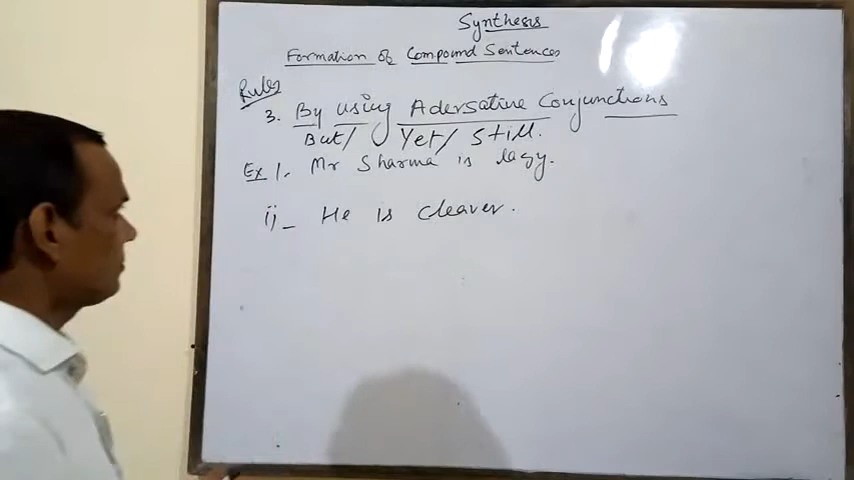 Synthesis
Formation of Compound Sentences
Rules
3. By using Adersative Conjunctions
But/ Yet/ Still.
Ex 1. Mr Sharma is lazy.
ii) _ He is cleaver.